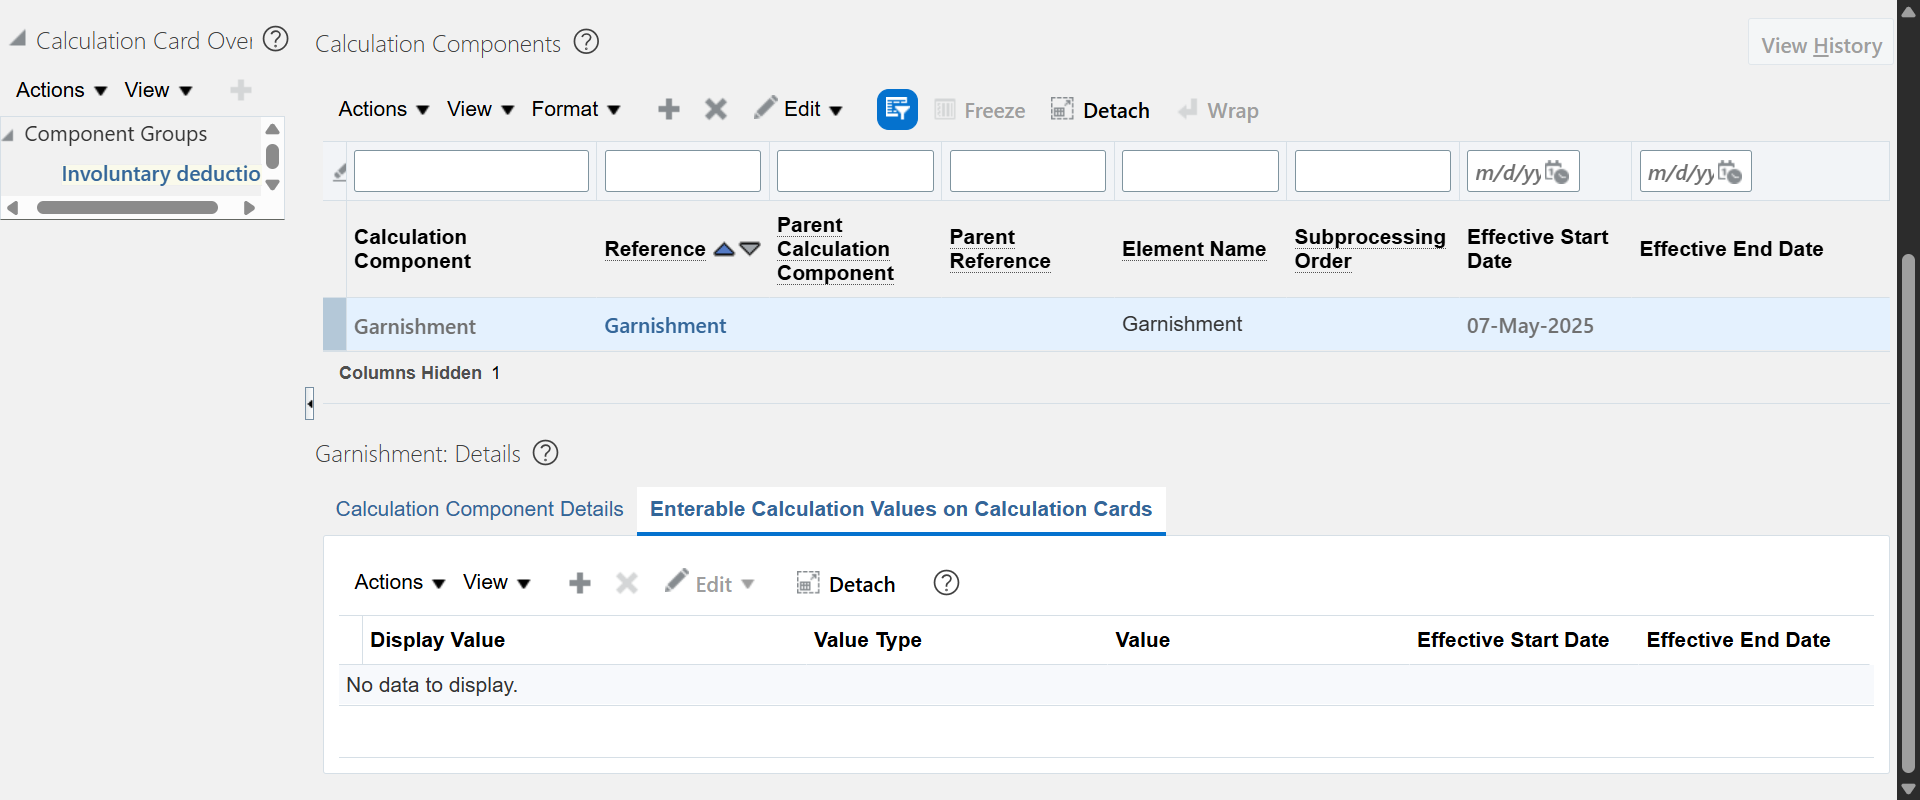 Calculation Card Over
Actions View
Component Groups
Involuntary deductio
Calculation Components
View History
Actions View Format Edit Freeze Detach Wrap
m/d/yy m/d/yy
Calculation Component Reference Parent Calculation Component Parent Reference Element Name Subprocessing Order Effective Start Date Effective End Date
Garnishment Garnishment Garnishment 07-May-2025
Columns Hidden 1
Garnishment: Details
Calculation Component Details Enterable Calculation Values on Calculation Cards
Actions View Edit Detach
Display Value Value Type Value Effective Start Date Effective End Date
No data to display.